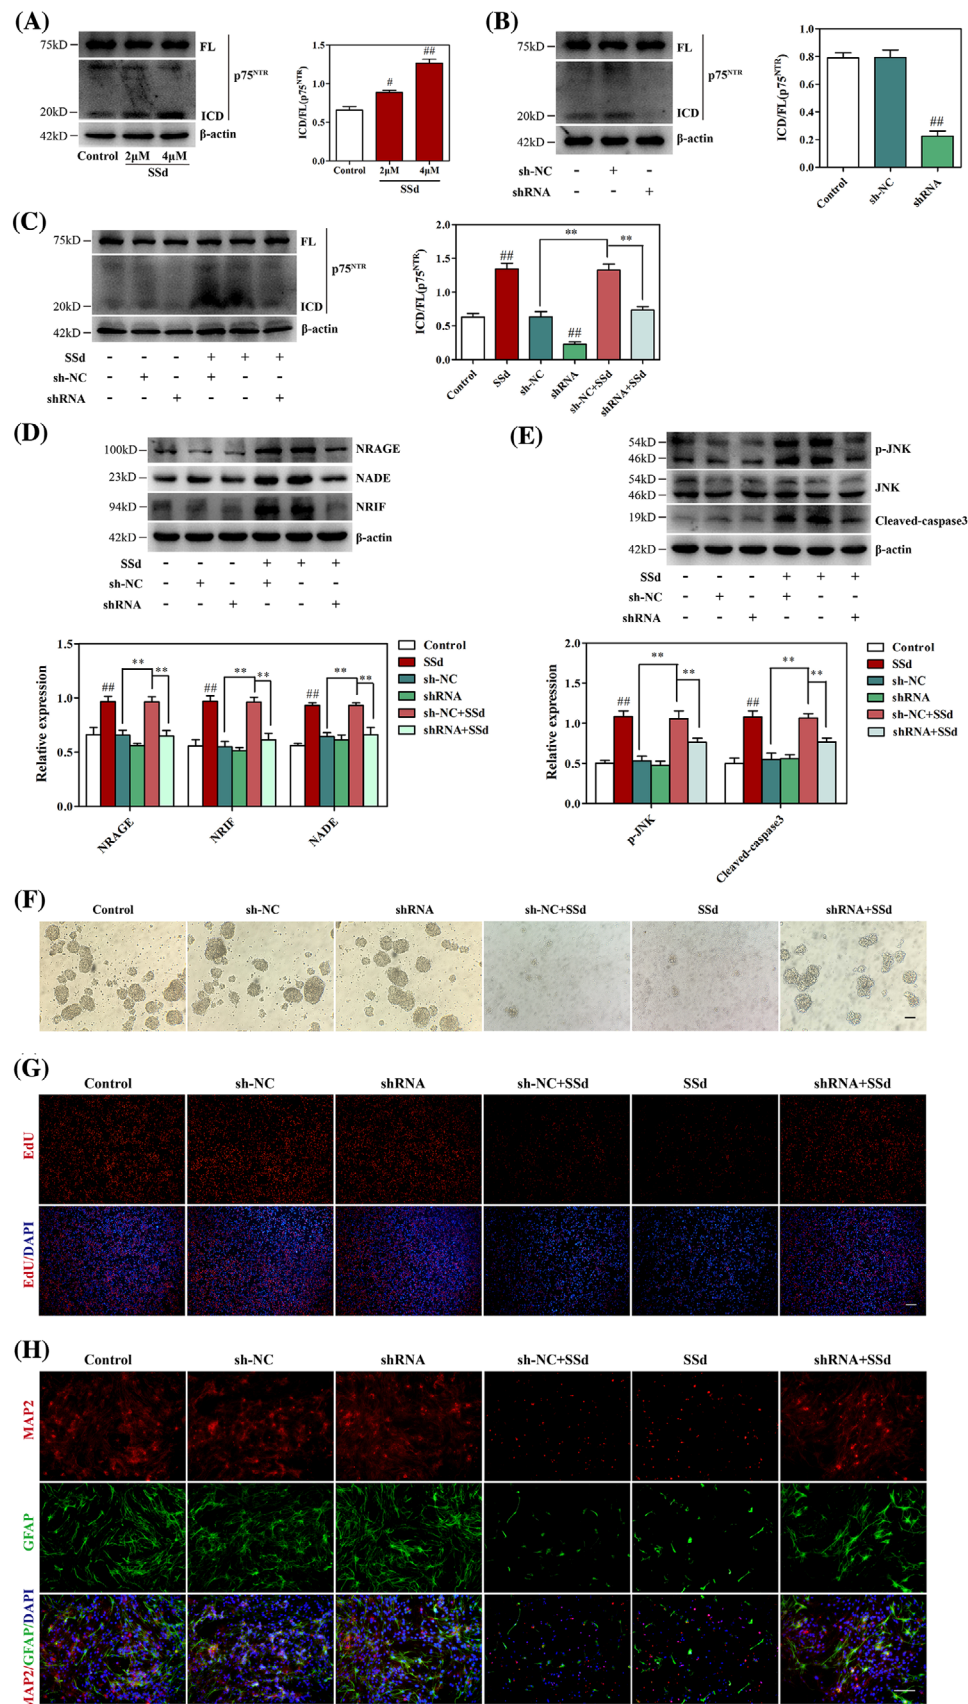 (A)
75kD
FL
p75NTR
20kD
ICD
42kD
β-actin
Control 2μM 4μM
SSd
ICD/FL(p75NTR)
1.5
1.0
0.5
0.0
#
##
Control 2μM 4μM
SSd
(B)
75kD
FL
p75NTR
20kD
ICD
42kD
β-actin
sh-NC - + -
shRNA - - +
ICD/FL(p75NTR)
0.8
0.6
0.4
0.2
0.0
##
Control sh-NC shRNA
(C)
75kD
FL
p75NTR
20kD
ICD
42kD
β-actin
SSd - - - + + +
sh-NC - + - + - -
shRNA - - + - - +
ICD/FL(p75NTR)
2.0
1.5
1.0
0.5
0.0
## ## ** **
Control SSd sh-NC shRNA sh-NC+SSd shRNA+SSd
(D)
100kD NRAGE
23kD NADE
94kD NRIF
42kD β-actin
SSd - - - + + +
sh-NC - + - + - -
shRNA - - + - - +
Relative expression
1.5
1.0
0.5
0.0
## ** **
## ** **
## ** **
NRAGE NRIF NADE
Control
SSd
sh-NC
shRNA
sh-NC+SSd
shRNA+SSd
(E)
54kD
46kD
p-JNK
54kD
46kD
JNK
19kD
Cleaved-caspase3
42kD
β-actin
SSd - - - + + +
sh-NC - + - + - -
shRNA - - + - - +
Relative expression
2.0
1.5
1.0
0.5
0.0
## ** **
## ** **
p-JNK Cleaved-caspase3
Control
SSd
sh-NC
shRNA
sh-NC+SSd
shRNA+SSd
(F)
Control sh-NC shRNA sh-NC+SSd SSd shRNA+SSd
(G)
Control sh-NC shRNA sh-NC+SSd SSd shRNA+SSd
EdU
EdU/DAPI
(H)
Control sh-NC shRNA sh-NC+SSd SSd shRNA+SSd
MAP2
GFAP
MAP2/GFAP/DAPI